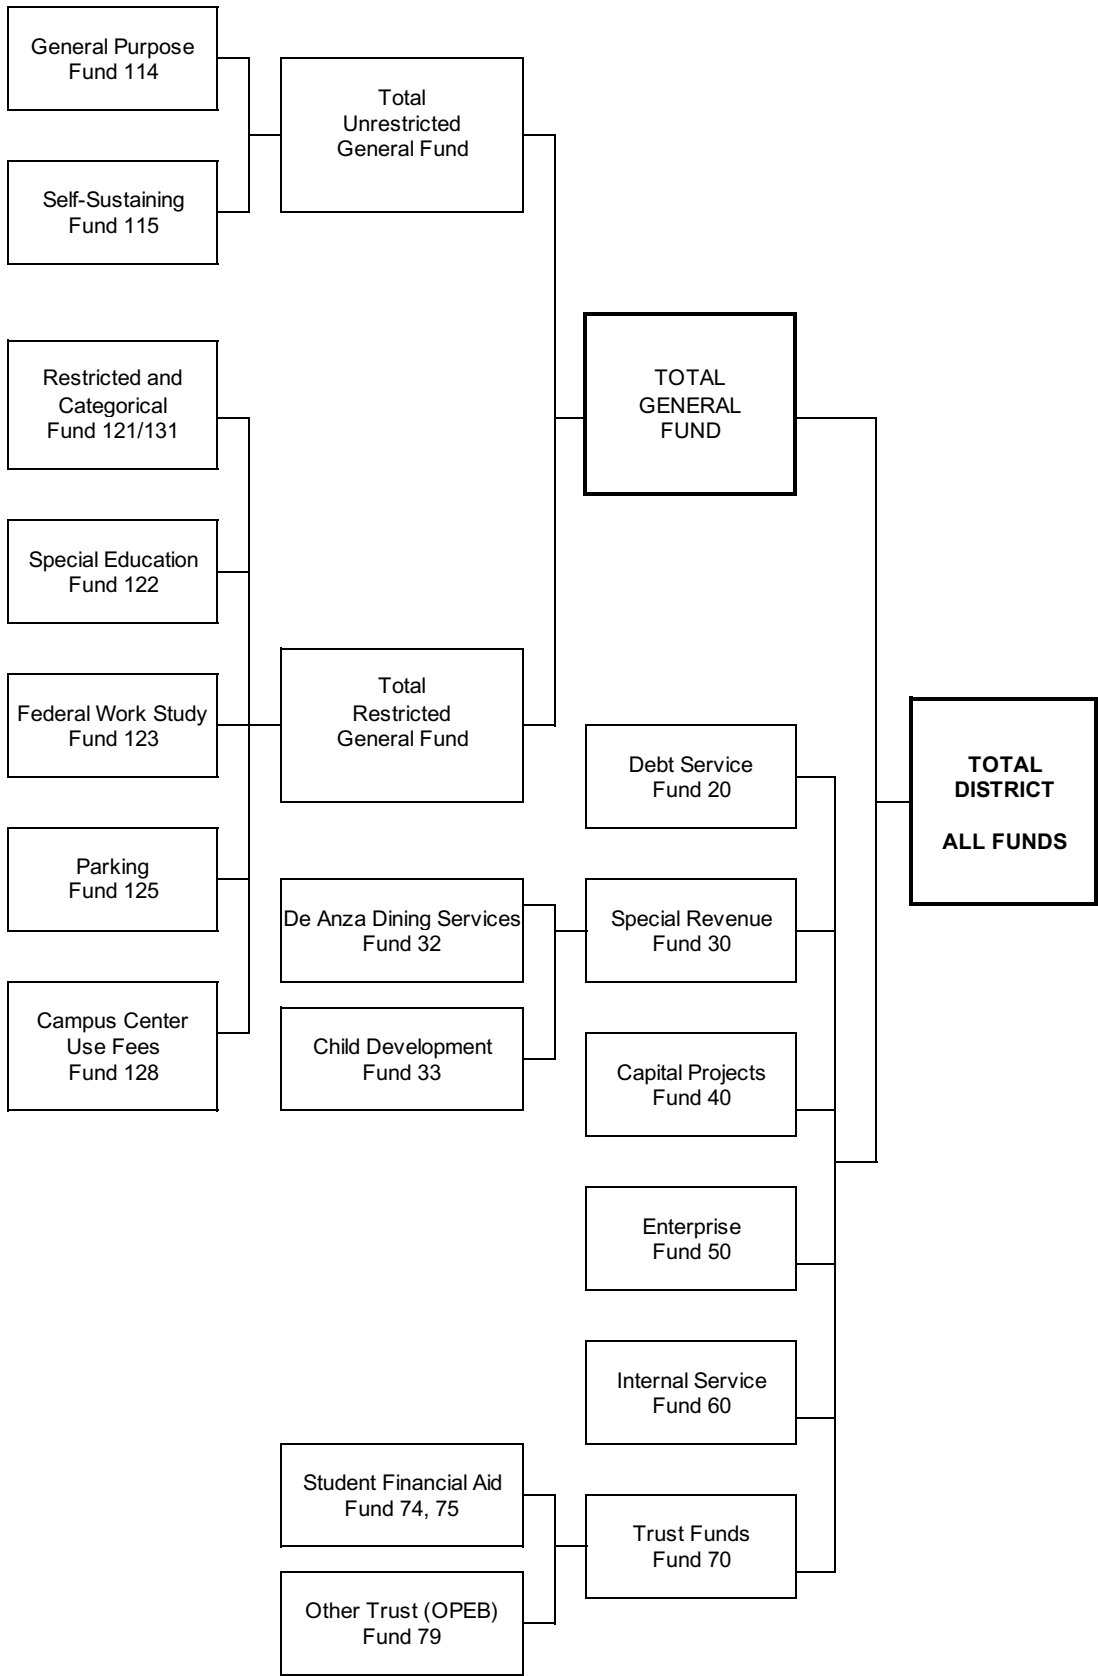 General Purpose
Fund 114
Self-Sustaining
Fund 115
Restricted and
Categorical
Fund 121/131
Special Education
Fund 122
Federal Work Study
Fund 123
Parking
Fund 125
Campus Center
Use Fees
Fund 128
Total
Unrestricted
General Fund
Total
Restricted
General Fund
De Anza Dining Services
Fund 32
Child Development
Fund 33
Student Financial Aid
Fund 74, 75
Other Trust (OPEB)
Fund 79
TOTAL
GENERAL
FUND
Debt Service
Fund 20
Special Revenue
Fund 30
Capital Projects
Fund 40
Enterprise
Fund 50
Internal Service
Fund 60
Trust Funds
Fund 70
TOTAL
DISTRICT
ALL FUNDS